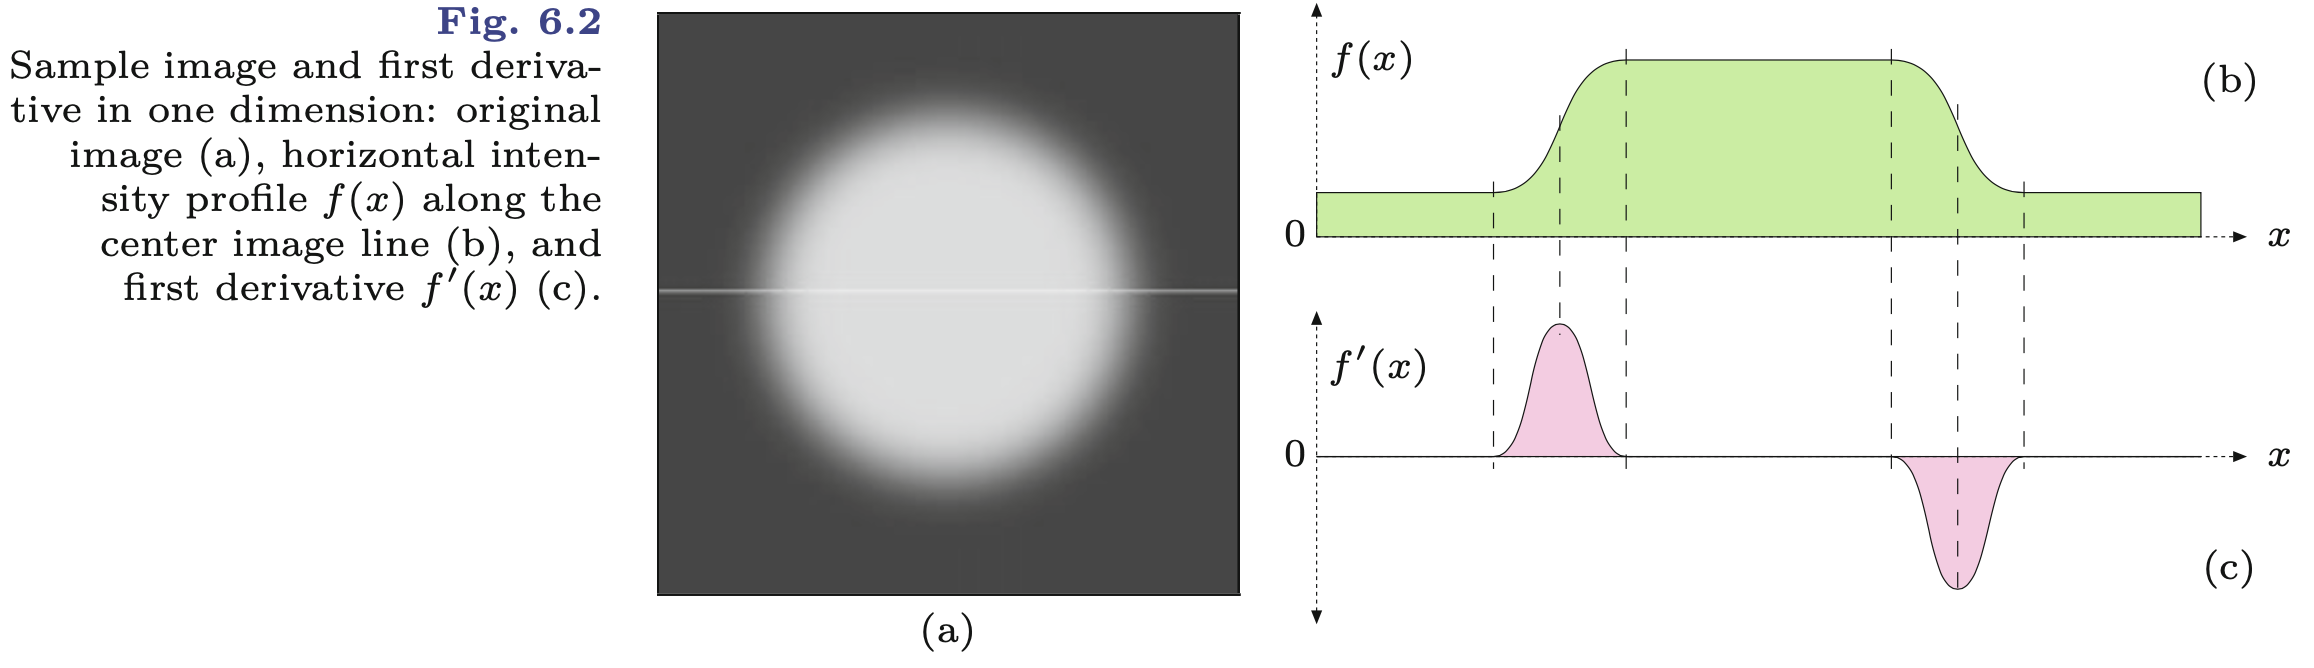 Fig. 6.2
Sample image and first deriva-
tive in one dimension: original
image (a), horizontal inten-
sity profile f(x) along the
center image line (b), and
first derivative f′(x) (c).
(a)
f(x)
(b)
0
x
f′(x)
0
x
(c)